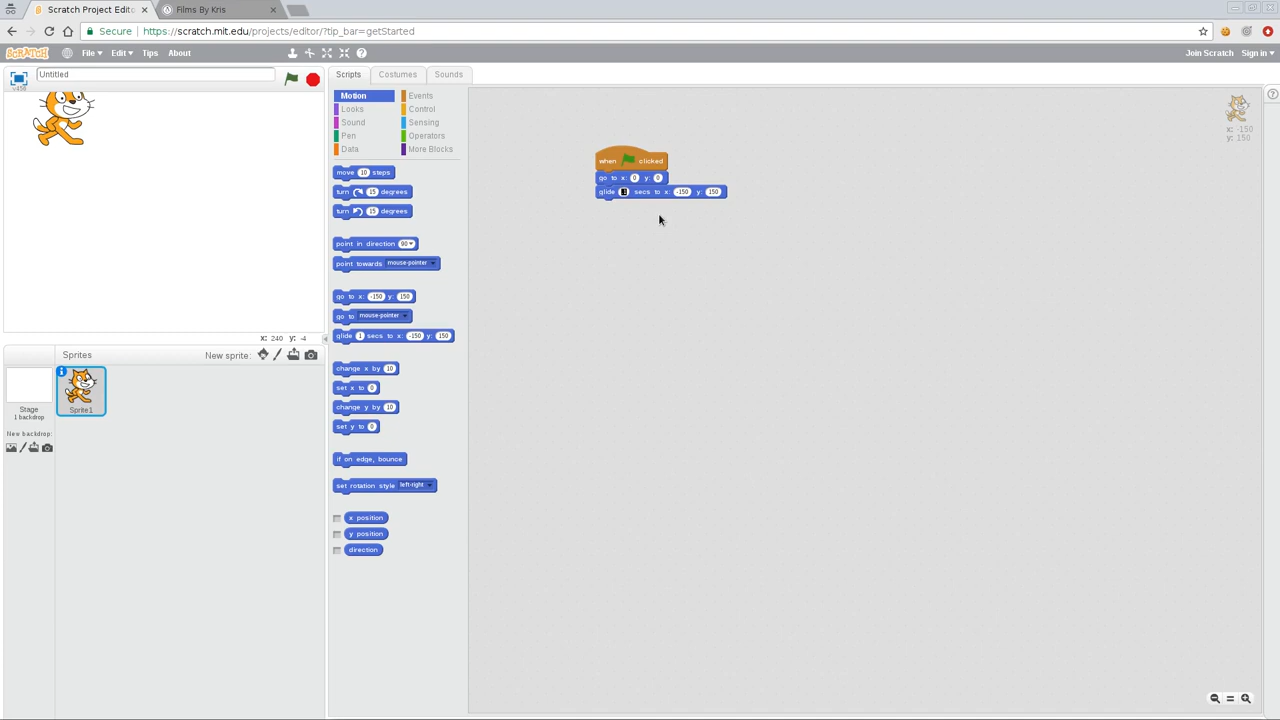 Scratch Project Edito
Films By Kris
Secure https://scratch.mit.edu/projects/editor/?tip_bar=getStarted
SCRATCH File Edit Tips About Join Scratch Sign in
Untitled
Scripts Costumes Sounds
Motion Events
Looks Control
Sound Sensing
Pen Operators
Data More Blocks
move 10 steps
turn 15 degrees
turn 15 degrees
point in direction 90
point towards mouse-pointer
go to x: -150 y: 150
go to mouse-pointer
glide 1 secs to x: -150 y: 150
change x by 10
set x to 0
change y by 10
set y to 0
if on edge, bounce
set rotation style left-right
x position
y position
direction
when clicked
go to x: 0 y: 0
glide secs to x: -150 y: 150
x: -150
y: 150
x: 240 y: -4
Sprites New sprite:
Sprite1
Stage
1 backdrop
New backdrop: